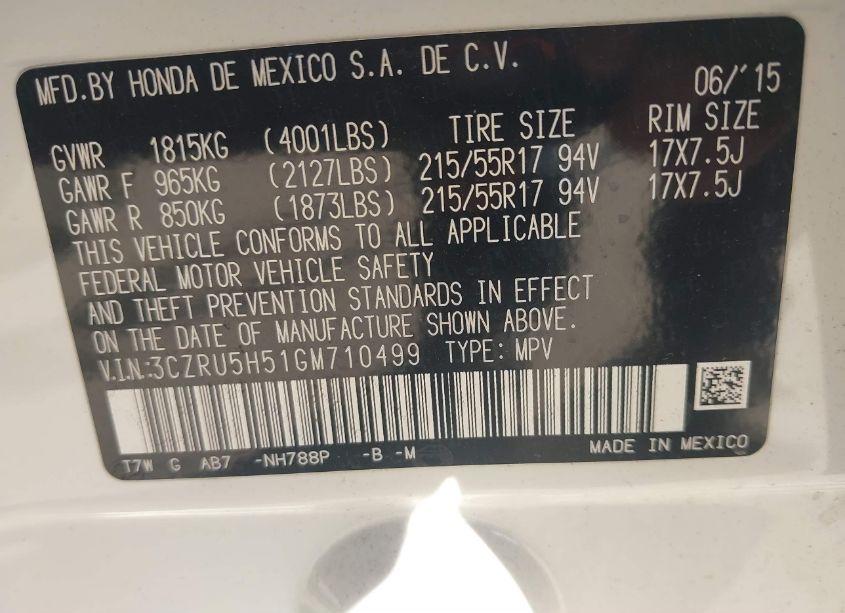 MFD.BY HONDA DE MEXICO S.A. DE C.V. 06/'15
GVWR 1815KG (4001LBS) TIRE SIZE RIM SIZE
GAWR F 965KG (2127LBS) 215/55R17 94V 17X7.5J
GAWR R 850KG (1873LBS) 215/55R17 94V 17X7.5J
THIS VEHICLE CONFORMS TO ALL APPLICABLE
FEDERAL MOTOR VEHICLE SAFETY
AND THEFT PREVENTION STANDARDS IN EFFECT
ON THE DATE OF MANUFACTURE SHOWN ABOVE.
V.I.N.:3CZRU5H51GM710499 TYPE: MPV
T7W G AB7 -NH788P -B -M MADE IN MEXICO